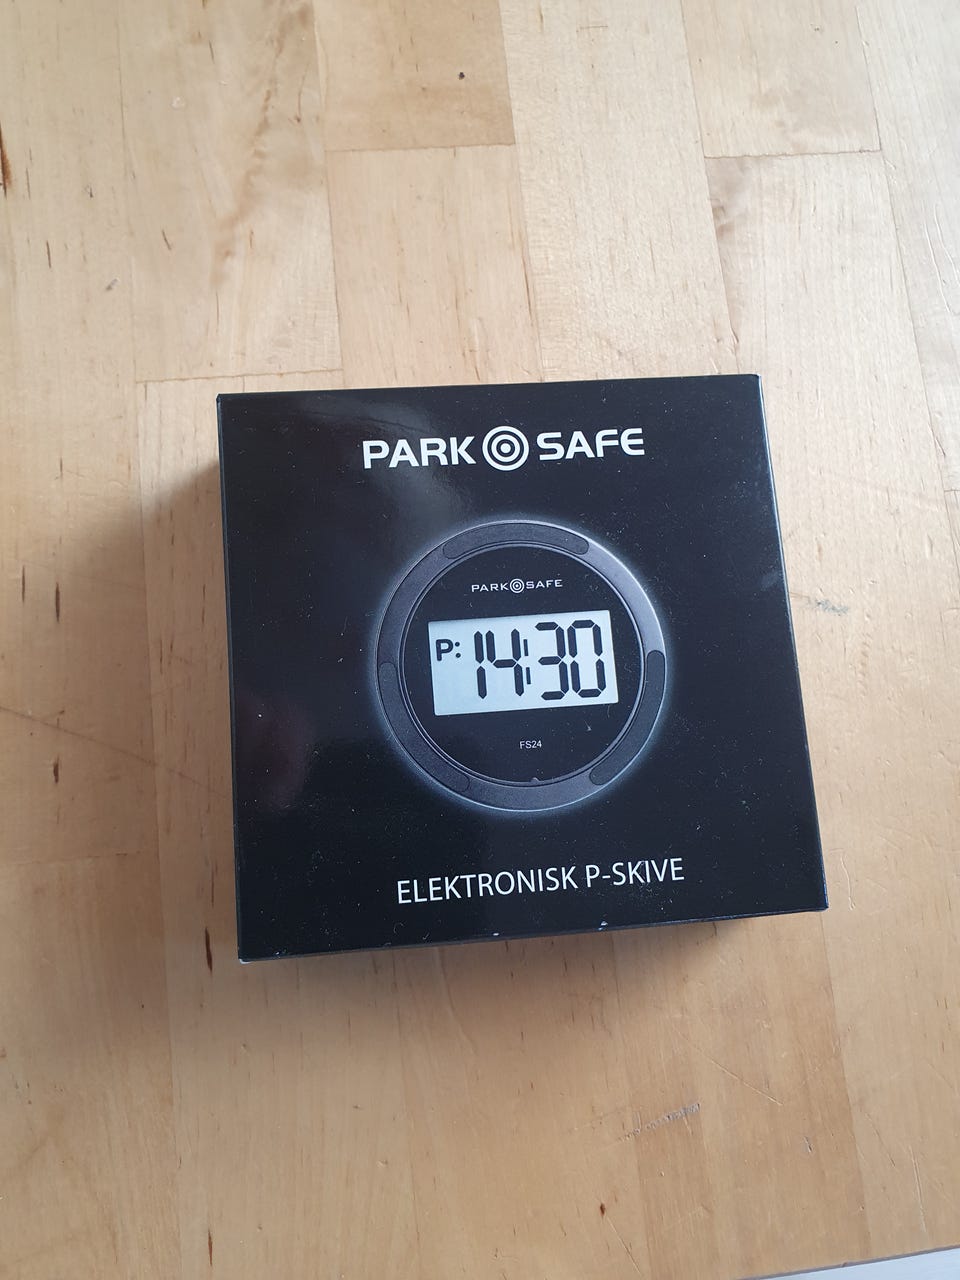 PARK SAFE
PARK SAFE
P: 14:30
FS24
ELEKTRONISK P-SKIVE